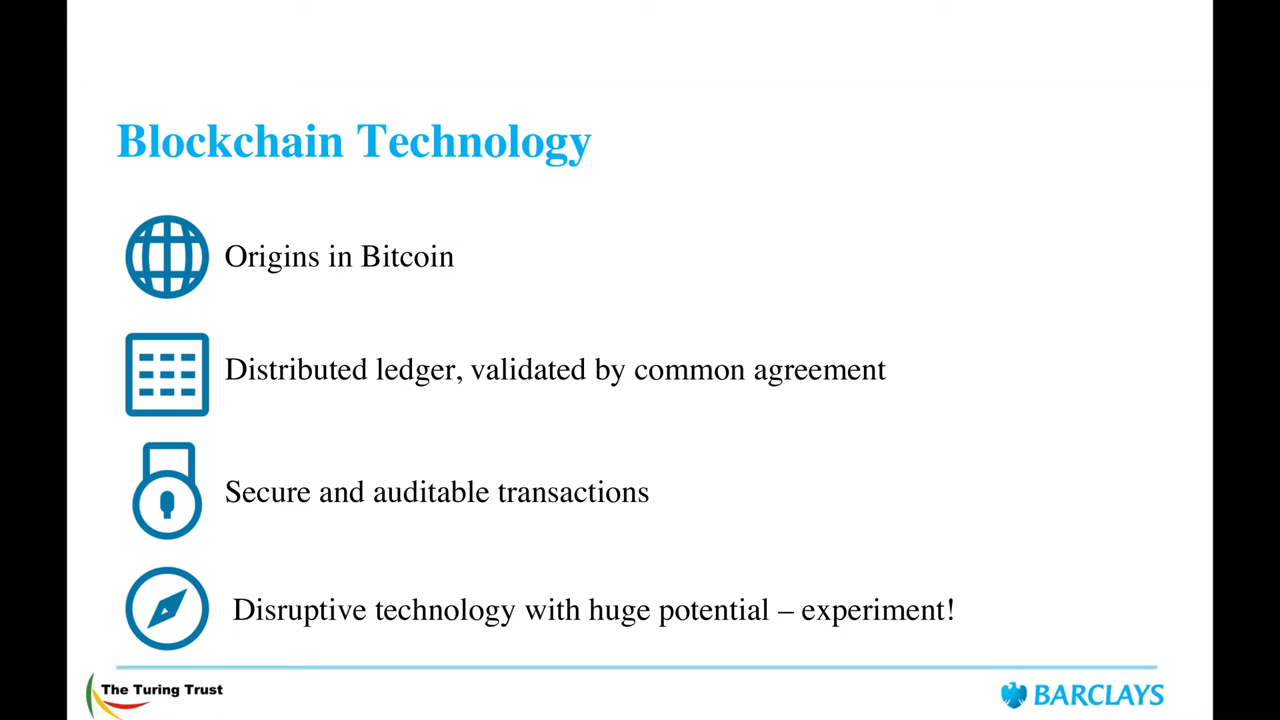 Blockchain Technology
Origins in Bitcoin
Distributed ledger, validated by common agreement
Secure and auditable transactions
Disruptive technology with huge potential – experiment!
The Turing Trust
BARCLAYS